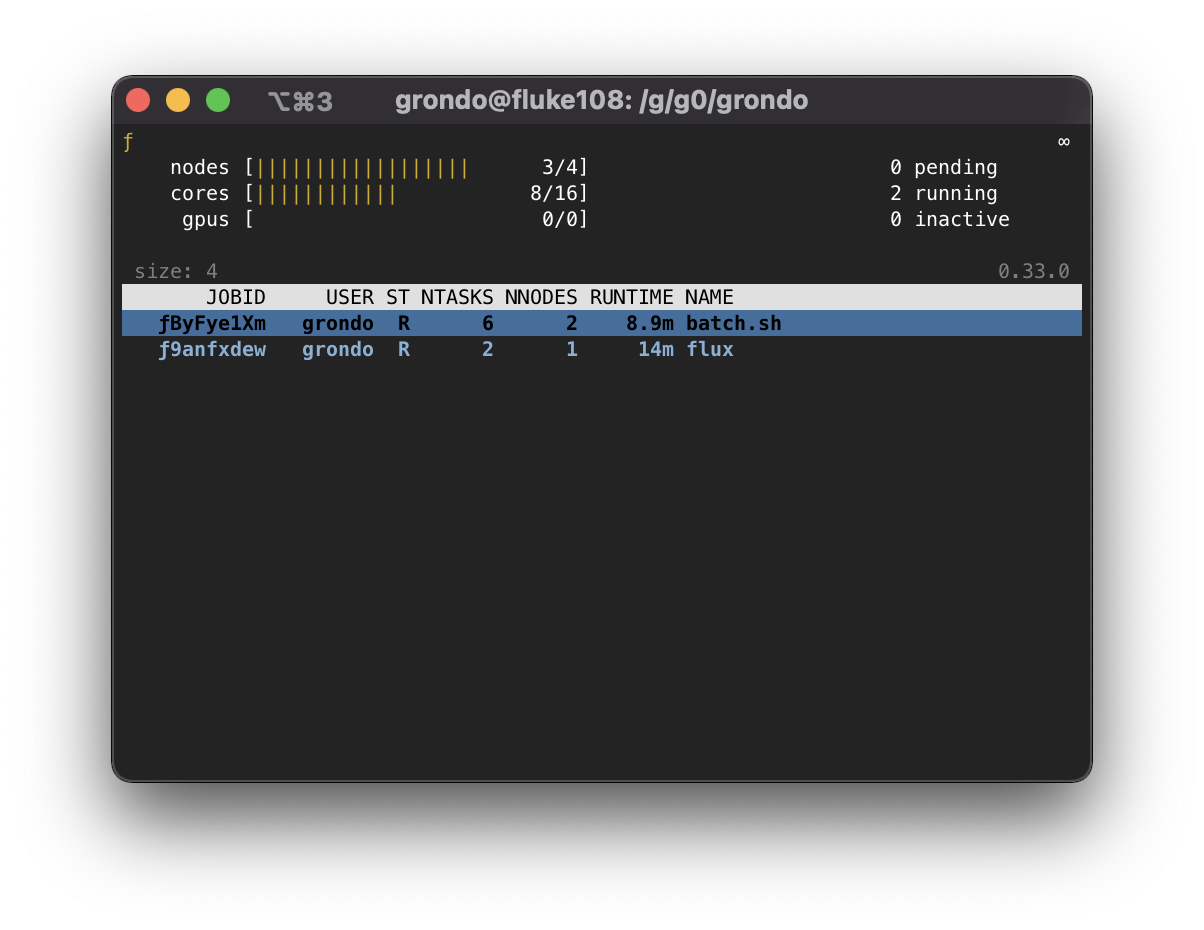 ⌥⌘3 grondo@fluke108: /g/g0/grondo
ƒ ∞
nodes [|||||||||||||||||| 3/4] 0 pending
cores [|||||||||||| 8/16] 2 running
gpus [ 0/0] 0 inactive
size: 4 0.33.0
JOBID USER ST NTASKS NNODES RUNTIME NAME
ƒByFye1Xm grondo R 6 2 8.9m batch.sh
ƒ9anfxdew grondo R 2 1 14m flux